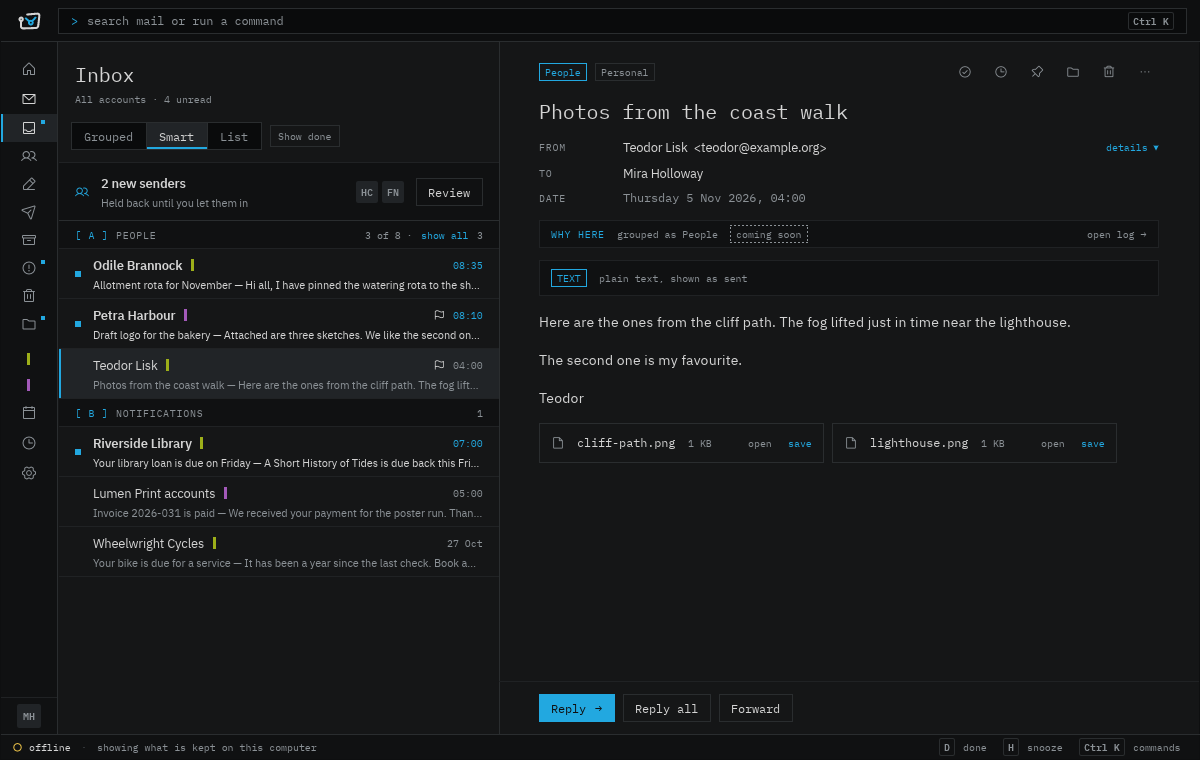 > search mail or run a command
Ctrl K
Inbox
All accounts · 4 unread
Grouped Smart List Show done
2 new senders
Held back until you let them in
HC FN Review
[ A ] PEOPLE 3 of 8 · show all 3
Odile Brannock 08:35
Allotment rota for November — Hi all, I have pinned the watering rota to the sh...
Petra Harbour 08:10
Draft logo for the bakery — Attached are three sketches. We like the second on...
Teodor Lisk 04:00
Photos from the coast walk — Here are the ones from the cliff path. The fog lift...
[ B ] NOTIFICATIONS 1
Riverside Library 07:00
Your library loan is due on Friday — A Short History of Tides is due back this Fri...
Lumen Print accounts 05:00
Invoice 2026-031 is paid — We received your payment for the poster run. Than...
Wheelwright Cycles 27 Oct
Your bike is due for a service — It has been a year since the last check. Book a...
People Personal
Photos from the coast walk
FROM Teodor Lisk <teodor@example.org> details ▾
TO Mira Holloway
DATE Thursday 5 Nov 2026, 04:00
WHY HERE grouped as People coming soon open log →
TEXT plain text, shown as sent
Here are the ones from the cliff path. The fog lifted just in time near the lighthouse.
The second one is my favourite.
Teodor
cliff-path.png 1 KB open save
lighthouse.png 1 KB open save
Reply → Reply all Forward
MH
offline · showing what is kept on this computer
D done H snooze Ctrl K commands